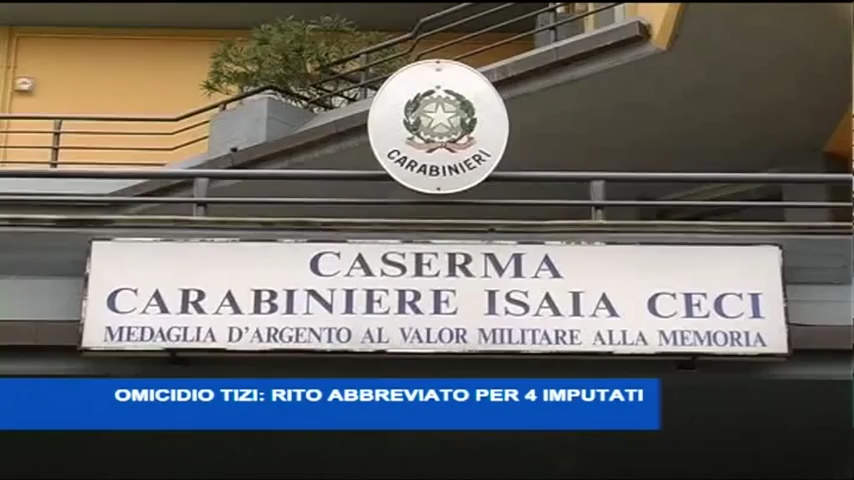 CARABINIERI
CASERMA
CARABINIERE ISAIA CECI
MEDAGLIA D'ARGENTO AL VALOR MILITARE ALLA MEMORIA
OMICIDIO TIZI: RITO ABBREVIATO PER 4 IMPUTATI